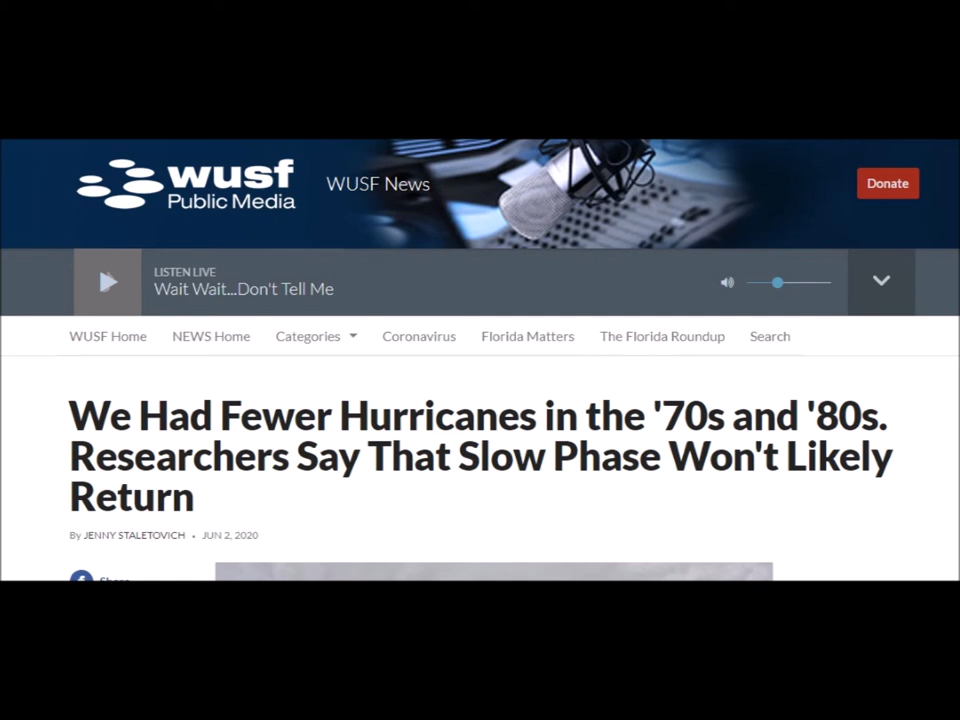 wusf
Public Media
WUSF News
Donate
LISTEN LIVE
Wait Wait...Don't Tell Me
WUSF Home NEWS Home Categories Coronavirus Florida Matters The Florida Roundup Search
We Had Fewer Hurricanes in the '70s and '80s.
Researchers Say That Slow Phase Won't Likely
Return
By JENNY STALETOVICH • JUN 2, 2020